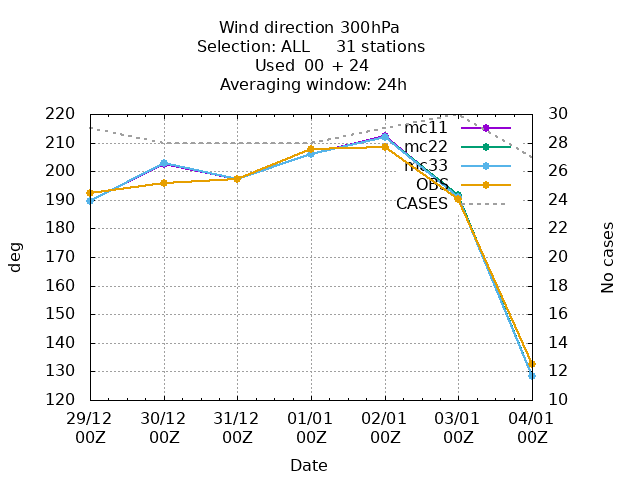 Wind direction 300hPa
Selection: ALL 31 stations
Used 00 + 24
Averaging window: 24h
220 30
mc11
210 28
mc22
200 26
mc33
190 24
OBS
CASES
180 22
170 20
160 18
150 16
140 14
130 12
120 10
deg
No cases
29/12 30/12 31/12 01/01 02/01 03/01 04/01
00Z 00Z 00Z 00Z 00Z 00Z 00Z
Date